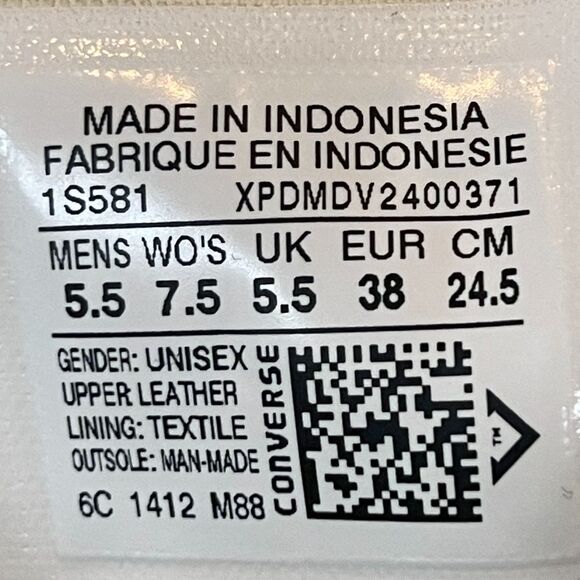 MADE IN INDONESIA
FABRIQUE EN INDONESIE
1S581 XPDMDV2400371
MENS WO'S UK EUR CM
5.5 7.5 5.5 38 24.5
GENDER: UNISEX
UPPER: LEATHER
LINING: TEXTILE
OUTSOLE: MAN-MADE
6C 1412 M88
CONVERSE
TM